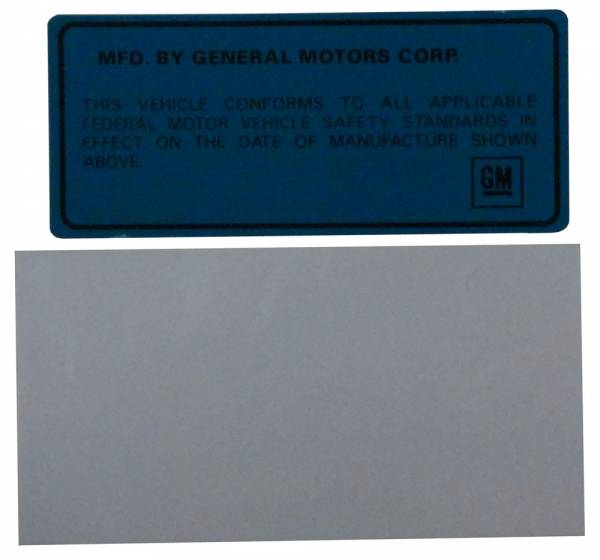 MFD. BY GENERAL MOTORS CORP.
THIS VEHICLE CONFORMS TO ALL APPLICABLE
FEDERAL MOTOR VEHICLE SAFETY STANDARDS IN
EFFECT ON THE DATE OF MANUFACTURE SHOWN
ABOVE.
GM